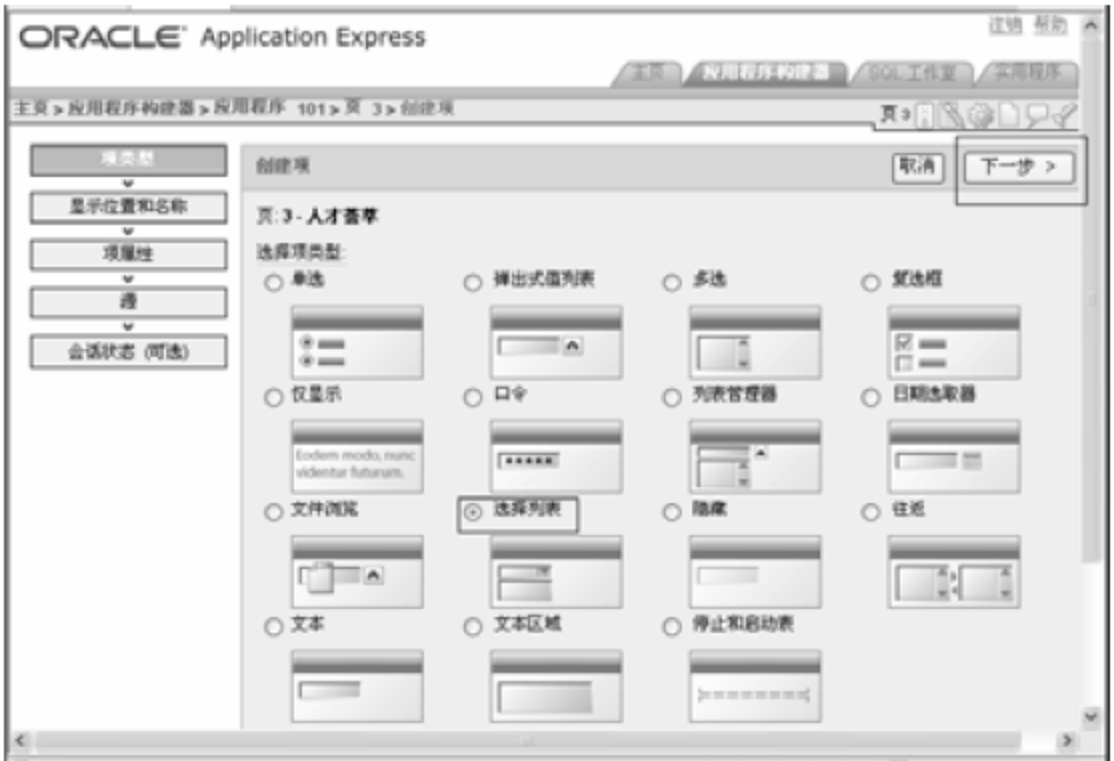 ORACLE Application Express
注销 帮助
主页 应用程序构建器 SQL 工作室 实用程序
主页 > 应用程序构建器 > 应用程序 101 > 页 3 > 创建项
页 3
项类型
显示位置和名称
项属性
源
会话状态 (可选)
创建项
取消
下一步 >
页: 3 - 人才荟萃
选择项类型:
单选
弹出式值列表
多选
复选框
仅显示
口令
列表管理器
日期选取器
Eodem modo, nunc
videntur futurum.
文件浏览
选择列表
隐藏
往返
文本
文本区域
停止和启动表